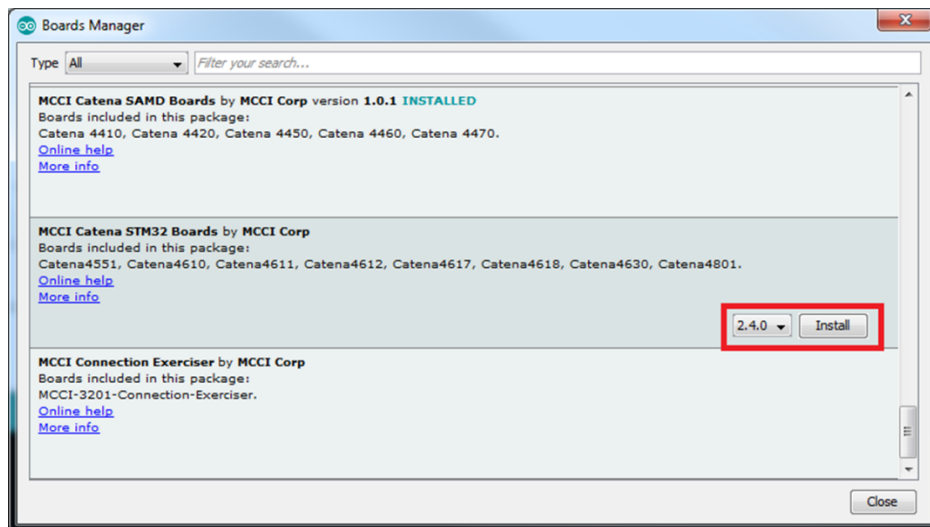 Boards Manager
Type All Filter your search...
MCCI Catena SAMD Boards by MCCI Corp version 1.0.1 INSTALLED
Boards included in this package:
Catena 4410, Catena 4420, Catena 4450, Catena 4460, Catena 4470.
Online help
More info
MCCI Catena STM32 Boards by MCCI Corp
Boards included in this package:
Catena4551, Catena4610, Catena4611, Catena4612, Catena4617, Catena4618, Catena4630, Catena4801.
Online help
More info
2.4.0 Install
MCCI Connection Exerciser by MCCI Corp
Boards included in this package:
MCCI-3201-Connection-Exerciser.
Online help
More info
Close